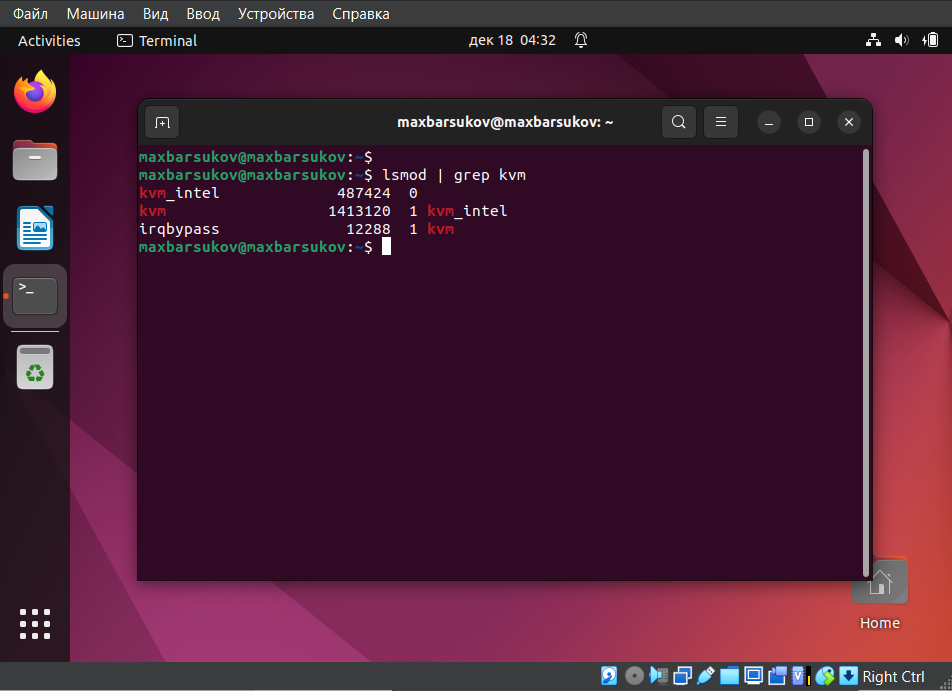 Файл Машина Вид Ввод Устройства Справка
Activities Terminal дек 18 04:32
maxbarsukov@maxbarsukov: ~
maxbarsukov@maxbarsukov:~$
maxbarsukov@maxbarsukov:~$ lsmod | grep kvm
kvm_intel 487424 0
kvm 1413120 1 kvm_intel
irqbypass 12288 1 kvm
maxbarsukov@maxbarsukov:~$
Home
Right Ctrl